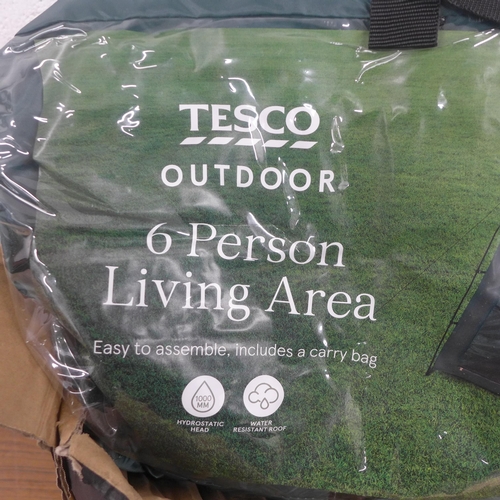 TESCO
OUTDOOR
6 Person
Living Area
Easy to assemble, includes a carry bag
1000
MM
HYDROSTATIC
HEAD
WATER
RESISTANT ROOF